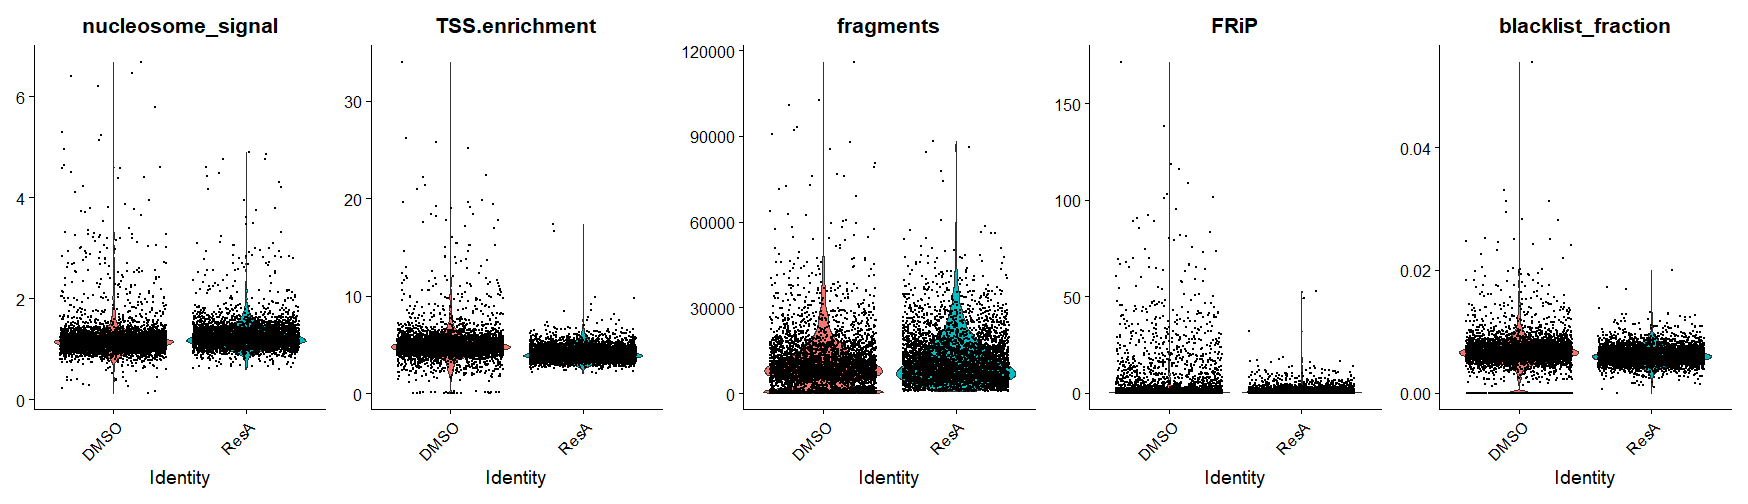 nucleosome_signal
0
2
4
6
DMSO
ResA
Identity
TSS.enrichment
0
10
20
30
DMSO
ResA
Identity
fragments
0
30000
60000
90000
120000
DMSO
ResA
Identity
FRiP
0
50
100
150
DMSO
ResA
Identity
blacklist_fraction
0.00
0.02
0.04
DMSO
ResA
Identity